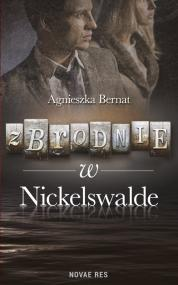 Agnieszka Bernat
ZBRODNIE
w
Nickelswalde
NOVAE RES